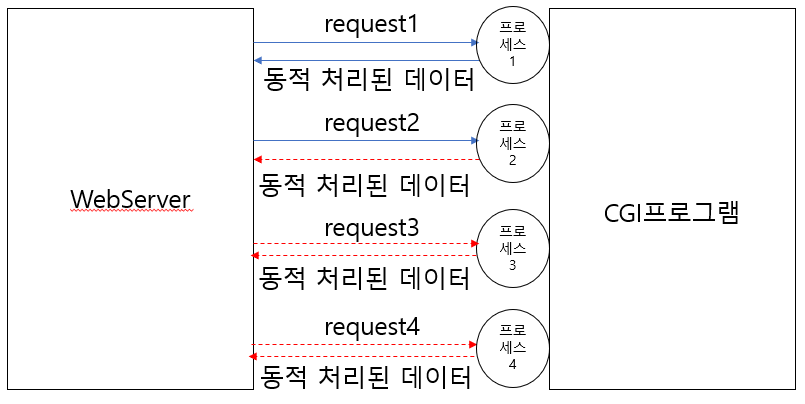 request1
프로
세스
1
동적 처리된 데이터
request2
프로
세스
2
동적 처리된 데이터
WebServer
CGI프로그램
request3
프로
세스
3
동적 처리된 데이터
request4
프로
세스
4
동적 처리된 데이터